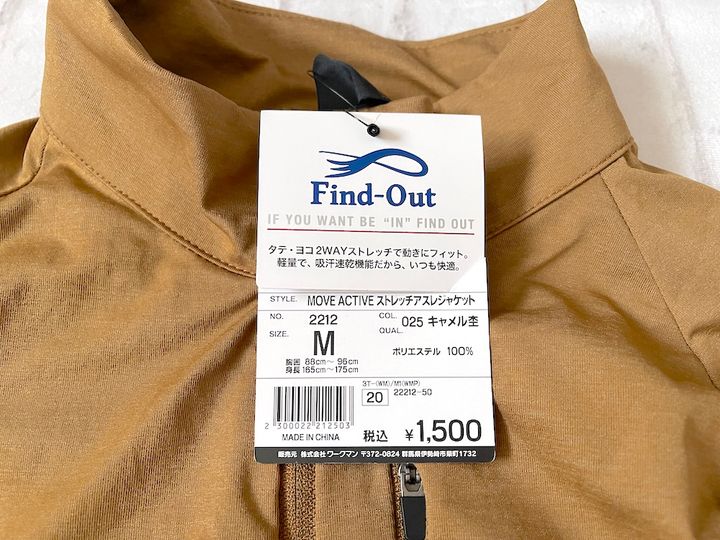 Find-Out
IF YOU WANT BE "IN" FIND OUT
タテ・ヨコ2WAYストレッチで動きにフィット。
軽量で、吸汗速乾機能だから、いつも快適。
STYLE. MOVE ACTIVE ストレッチアスレジャケット
NO. 2212 COL. 025 キャメル杢
SIZE. M QUAL.
ポリエステル 100%
胸囲 88cm～ 96cm
身長 165cm～175cm
3T-(WM)/M1(WMP)
20 22212-50
2 300022 212503
MADE IN CHINA 税込 ¥1,500
販売元 株式会社 ワークマン 〒372-0824 群馬県伊勢崎市柴町1732